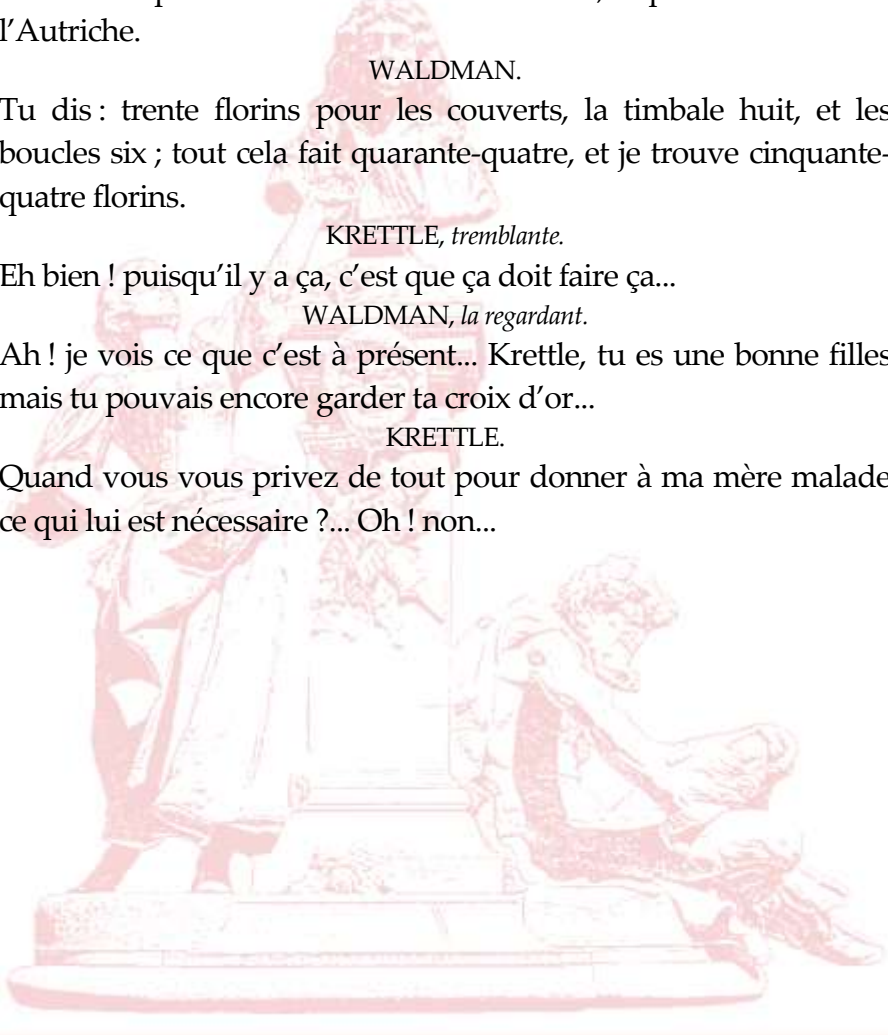 l’Autriche.
WALDMAN.
Tu dis : trente florins pour les couverts, la timbale huit, et les
boucles six ; tout cela fait quarante-quatre, et je trouve cinquante-
quatre florins.
KRETTLE, tremblante.
Eh bien ! puisqu’il y a ça, c’est que ça doit faire ça...
WALDMAN, la regardant.
Ah ! je vois ce que c’est à présent... Krettle, tu es une bonne filles
mais tu pouvais encore garder ta croix d’or...
KRETTLE.
Quand vous vous privez de tout pour donner à ma mère malade
ce qui lui est nécessaire ?... Oh ! non...